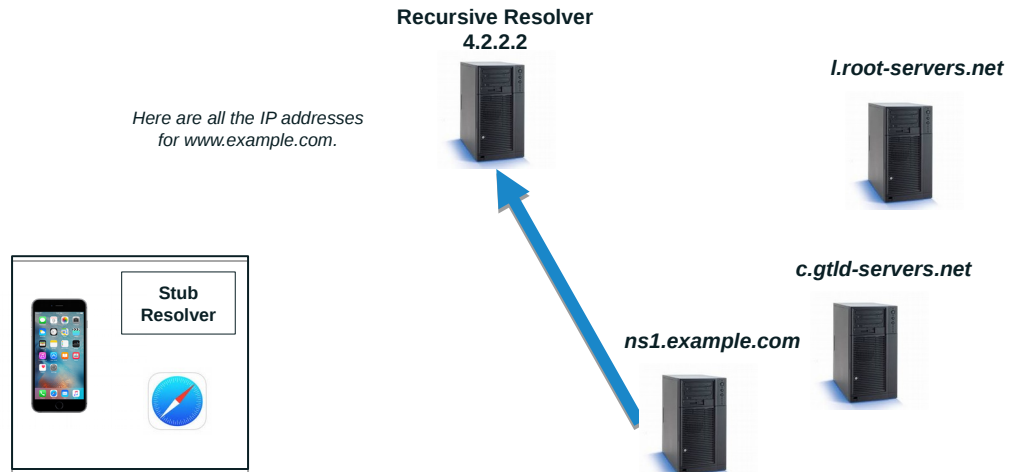 Recursive Resolver
4.2.2.2
l.root-servers.net
Here are all the IP addresses
for www.example.com.
c.gtld-servers.net
Stub
Resolver
ns1.example.com